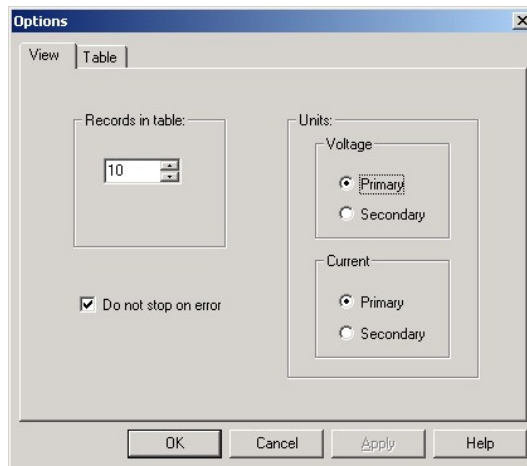 Options
View
Table
Records in table:
10
Do not stop on error
Units:
Voltage
Primary
Secondary
Current
Primary
Secondary
OK
Cancel
Apply
Help